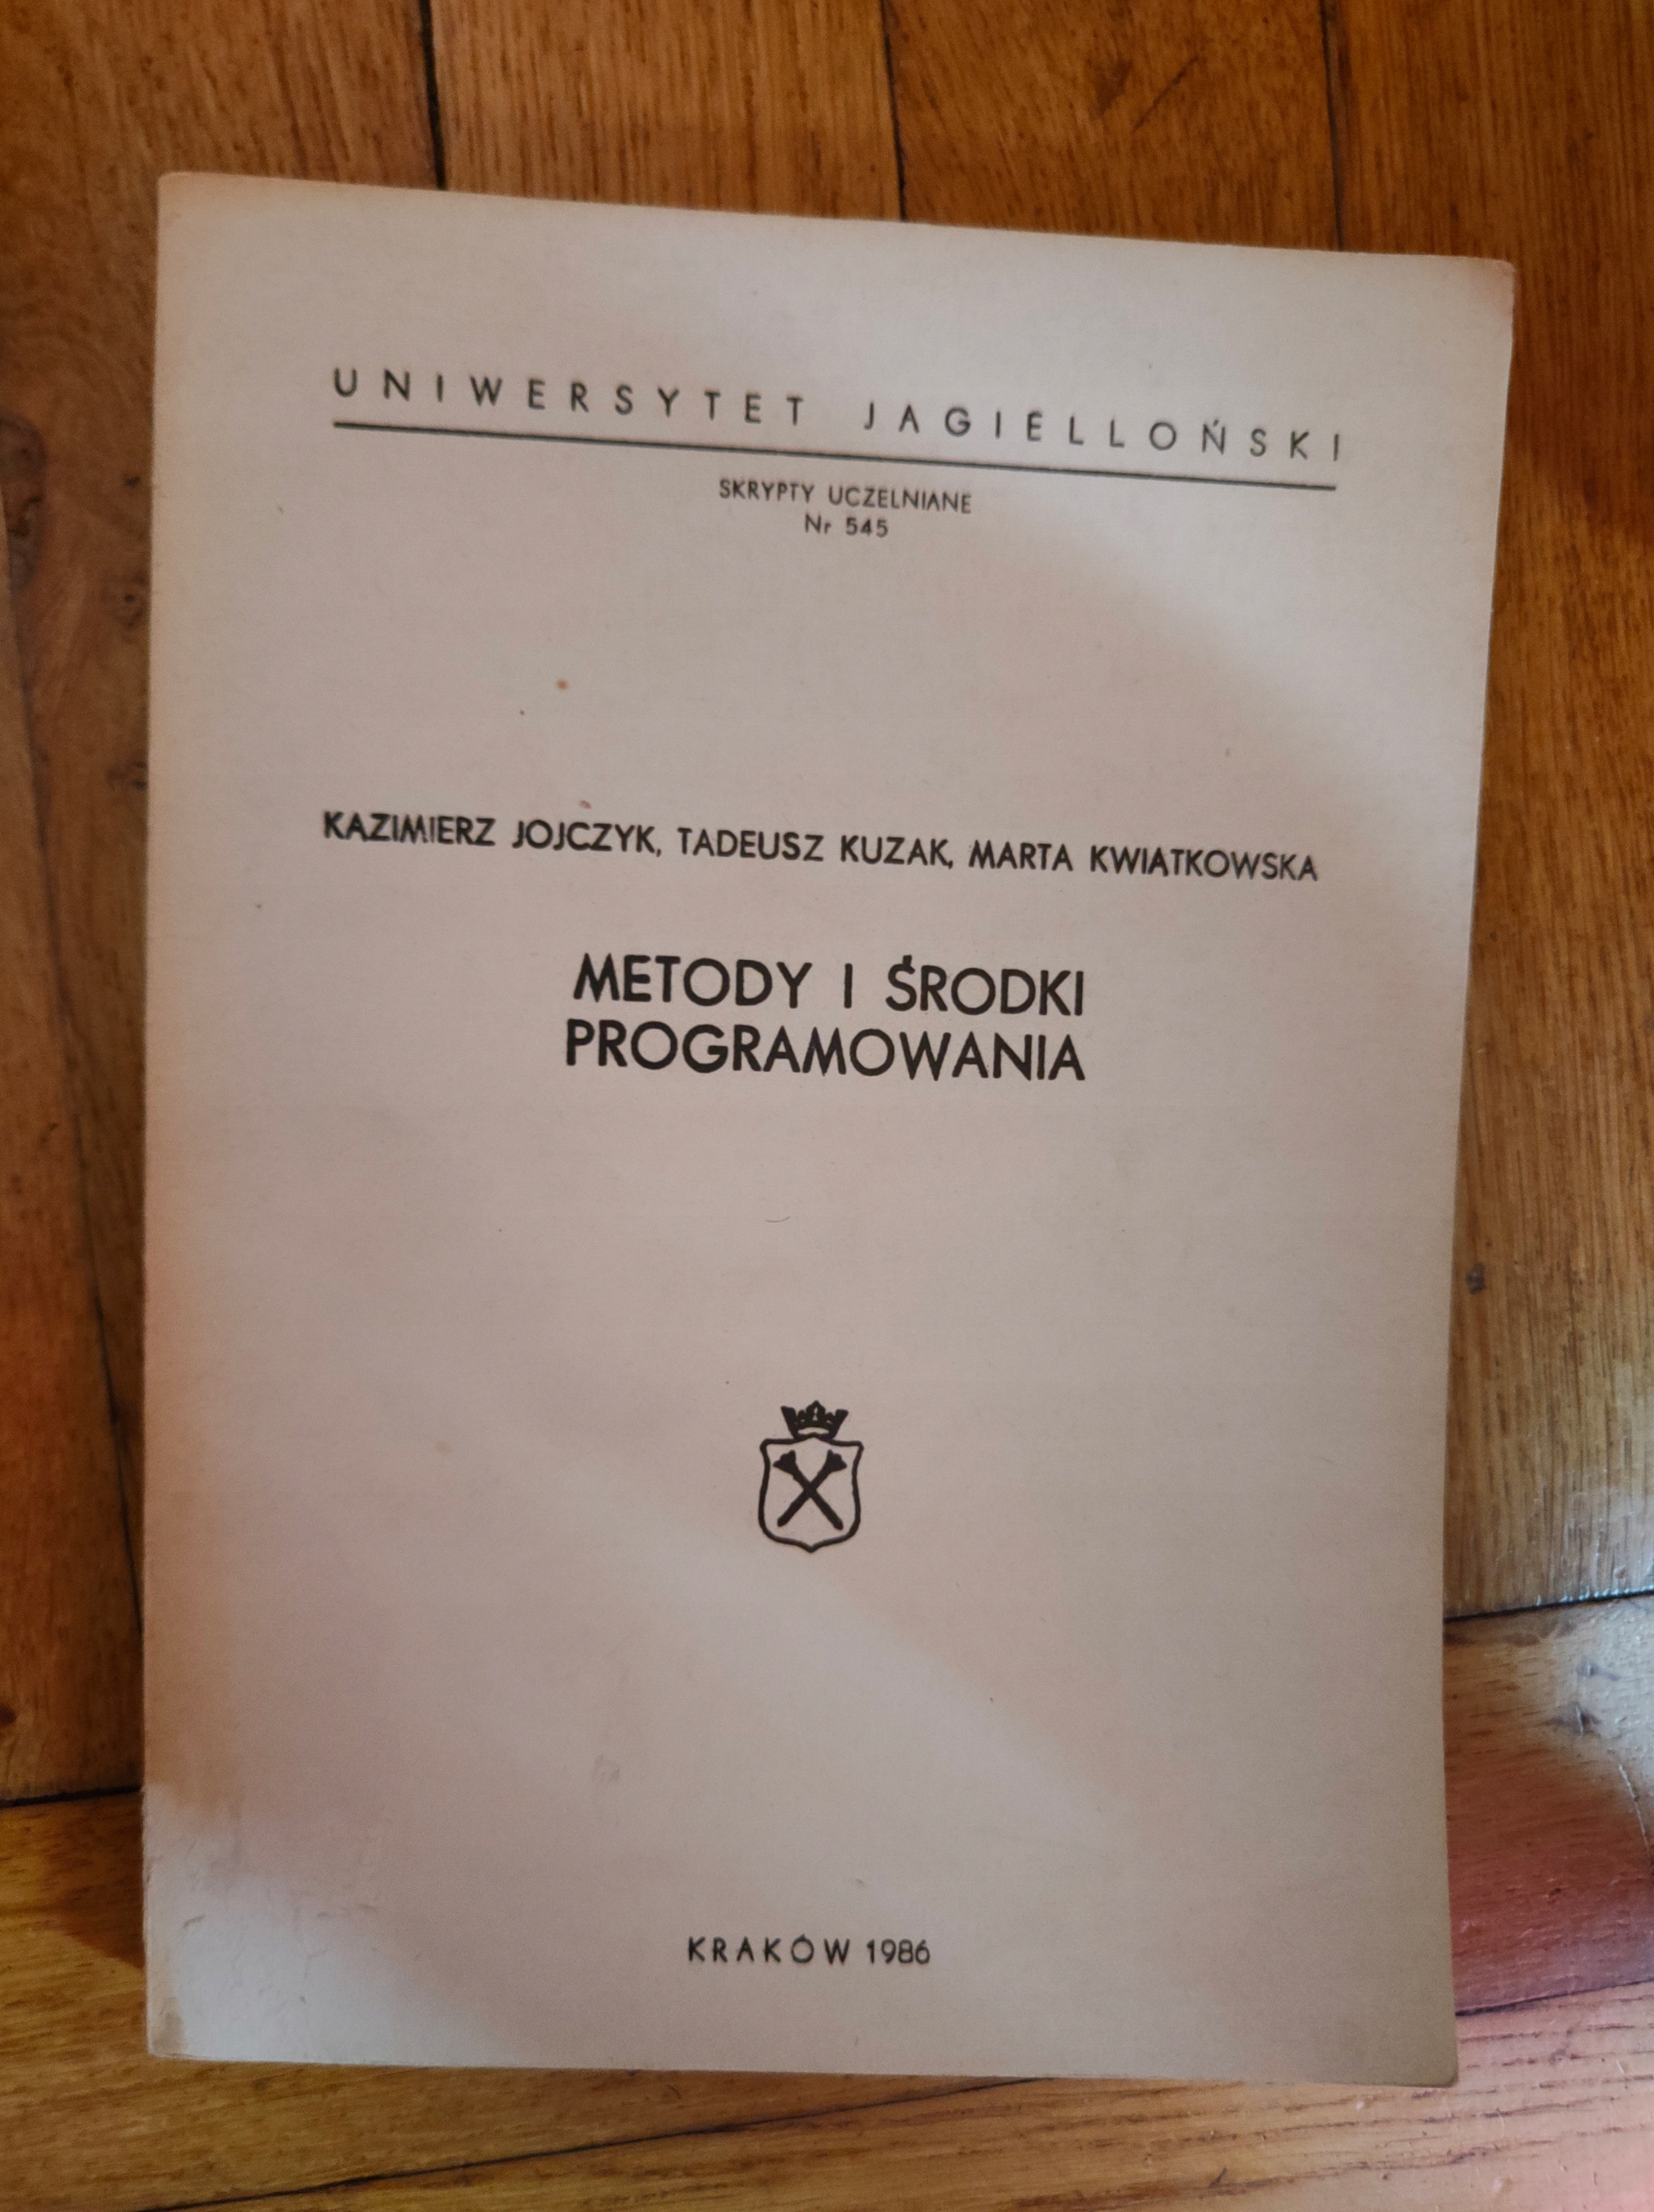 UNIWERSYTET JAGIELLOŃSKI
SKRYPTY UCZELNIANE
Nr 545
KAZIMIERZ JOJCZYK, TADEUSZ KUZAK, MARTA KWIATKOWSKA
METODY I ŚRODKI
PROGRAMOWANIA
KRAKÓW 1986